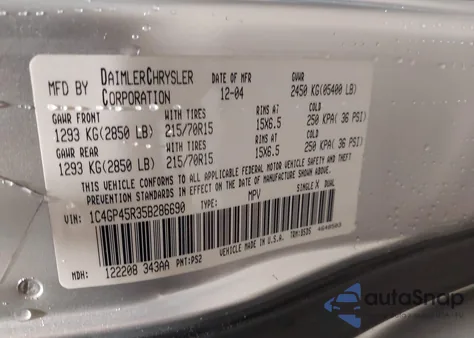 MFD BY DAIMLERCHRYSLER CORPORATION DATE OF MFR 12-04 GVWR 2450 KG(05400 LB)
GAWR FRONT WITH TIRES RIMS AT COLD
1293 KG(2850 LB) 215/70R15 15X6.5 250 KPA( 36 PSI)
GAWR REAR WITH TIRES RIMS AT COLD
1293 KG(2850 LB) 215/70R15 15X6.5 250 KPA( 36 PSI)
THIS VEHICLE CONFORMS TO ALL APPLICABLE FEDERAL MOTOR VEHICLE SAFETY AND THEFT
PREVENTION STANDARDS IN EFFECT ON THE DATE OF MFR SHOWN ABOVE.
VIN: 1C4GP45R35B286690 TYPE: MPV SINGLE X DUAL
VEHICLE MADE IN U.S.A.
MDH: 122208 343AA PNT:PS2 TRM:D5DS
autoSnap